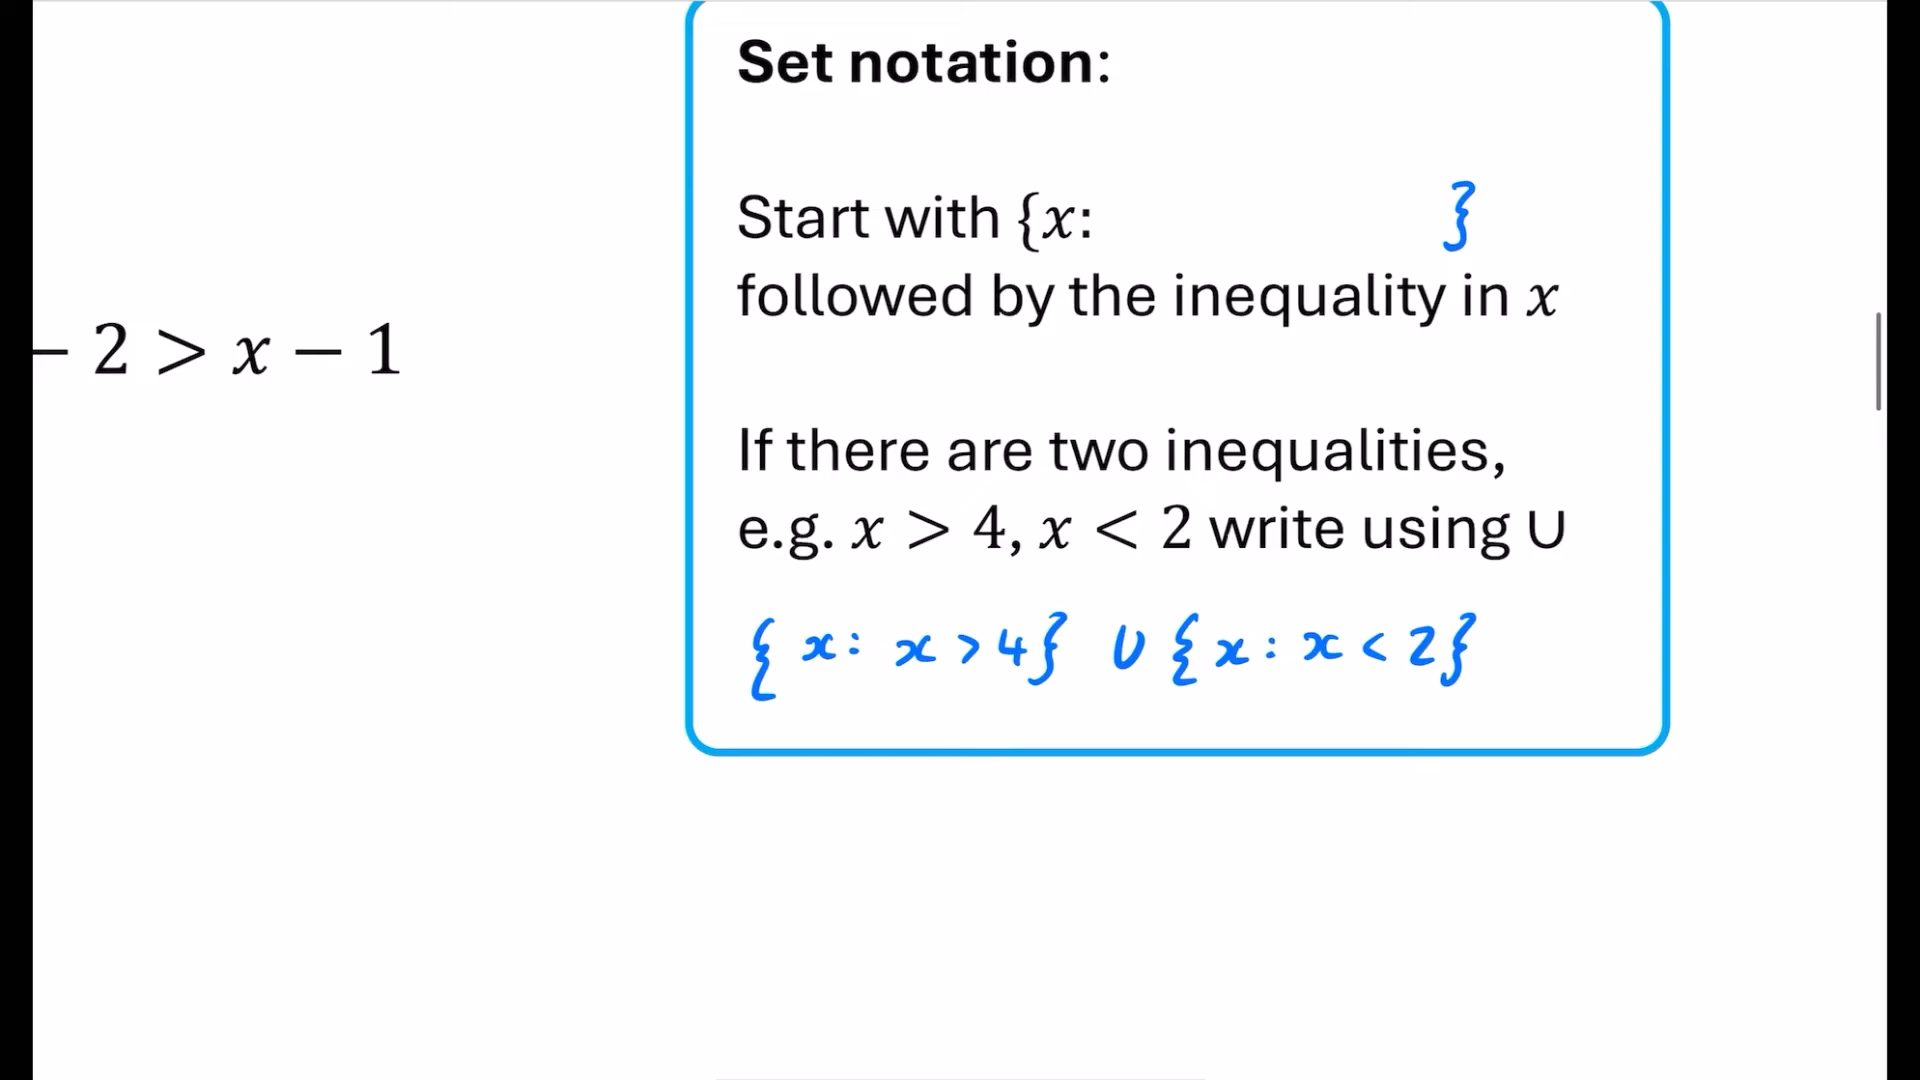 Set notation:
Start with {x: }
followed by the inequality in x
− 2 > x − 1
If there are two inequalities,
e.g. x > 4, x < 2 write using ∪
{x: x > 4} ∪ {x: x < 2}